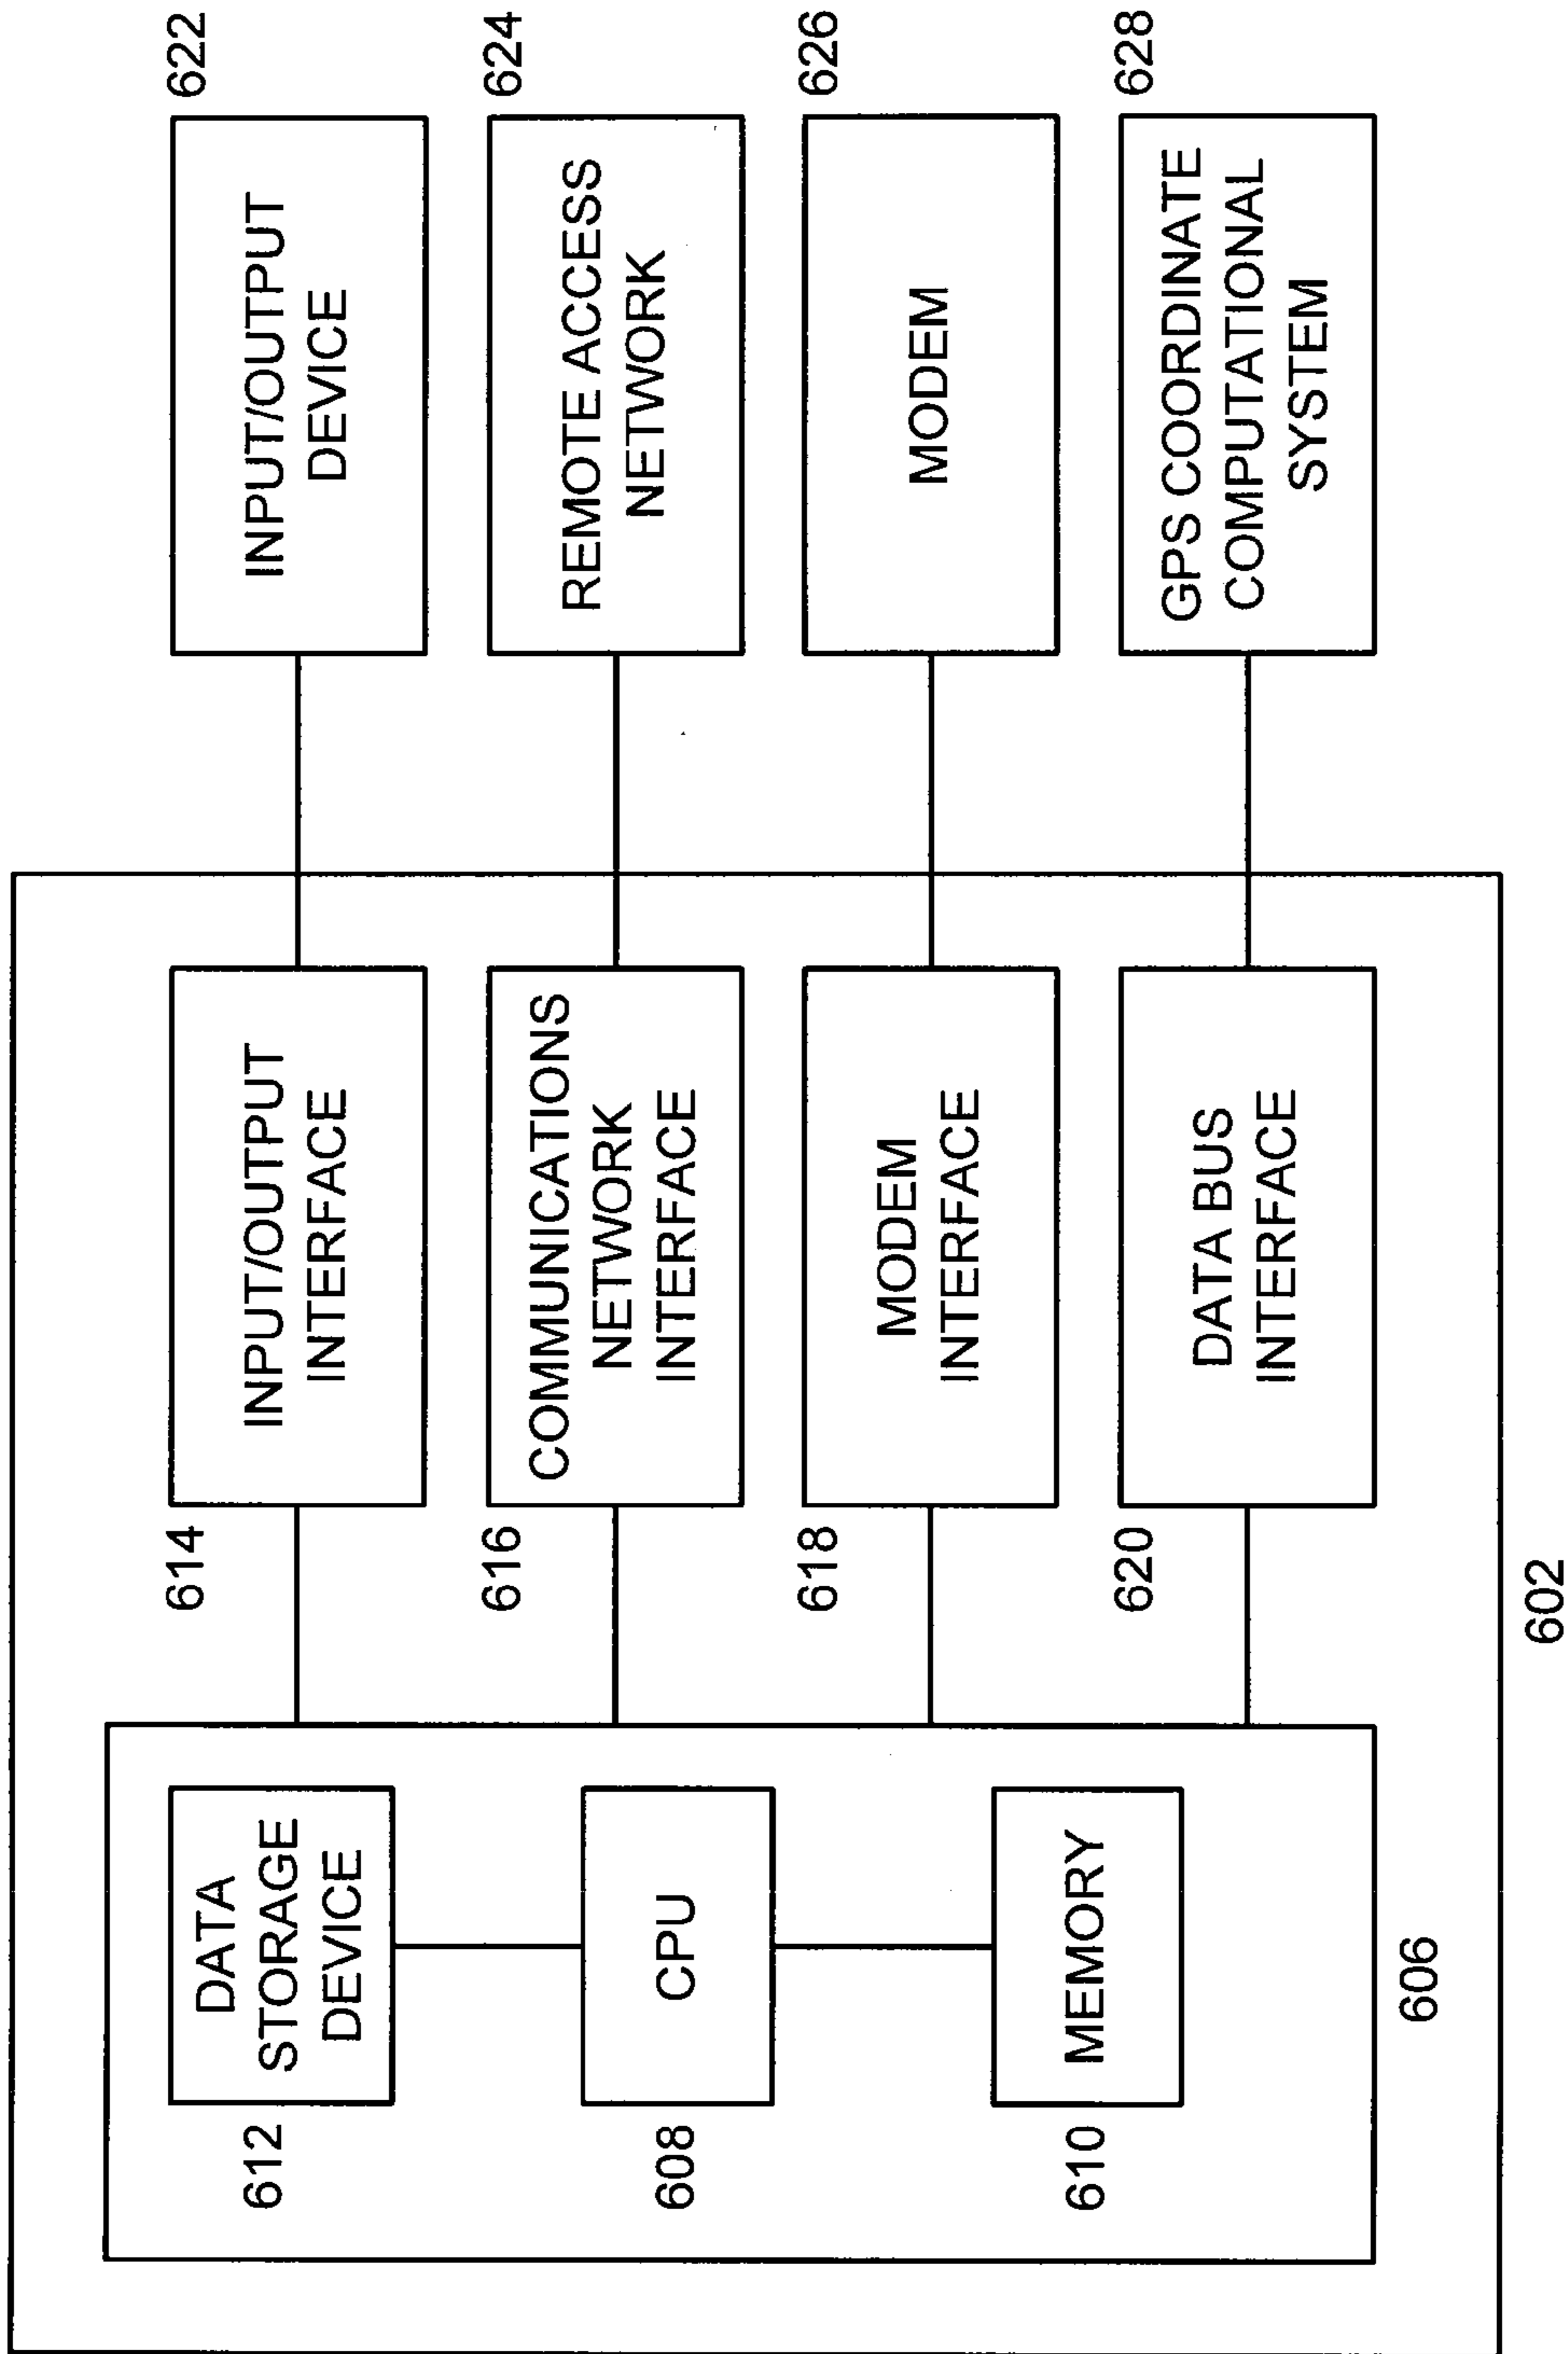 612
DATA
STORAGE
DEVICE
608
CPU
610
MEMORY
606
614
INPUT/OUTPUT
INTERFACE
616
COMMUNICATIONS
NETWORK
INTERFACE
618
MODEM
INTERFACE
620
DATA BUS
INTERFACE
602
622
INPUT/OUTPUT
DEVICE
624
REMOTE ACCESS
NETWORK
626
MODEM
628
GPS COORDINATE
COMPUTATIONAL
SYSTEM